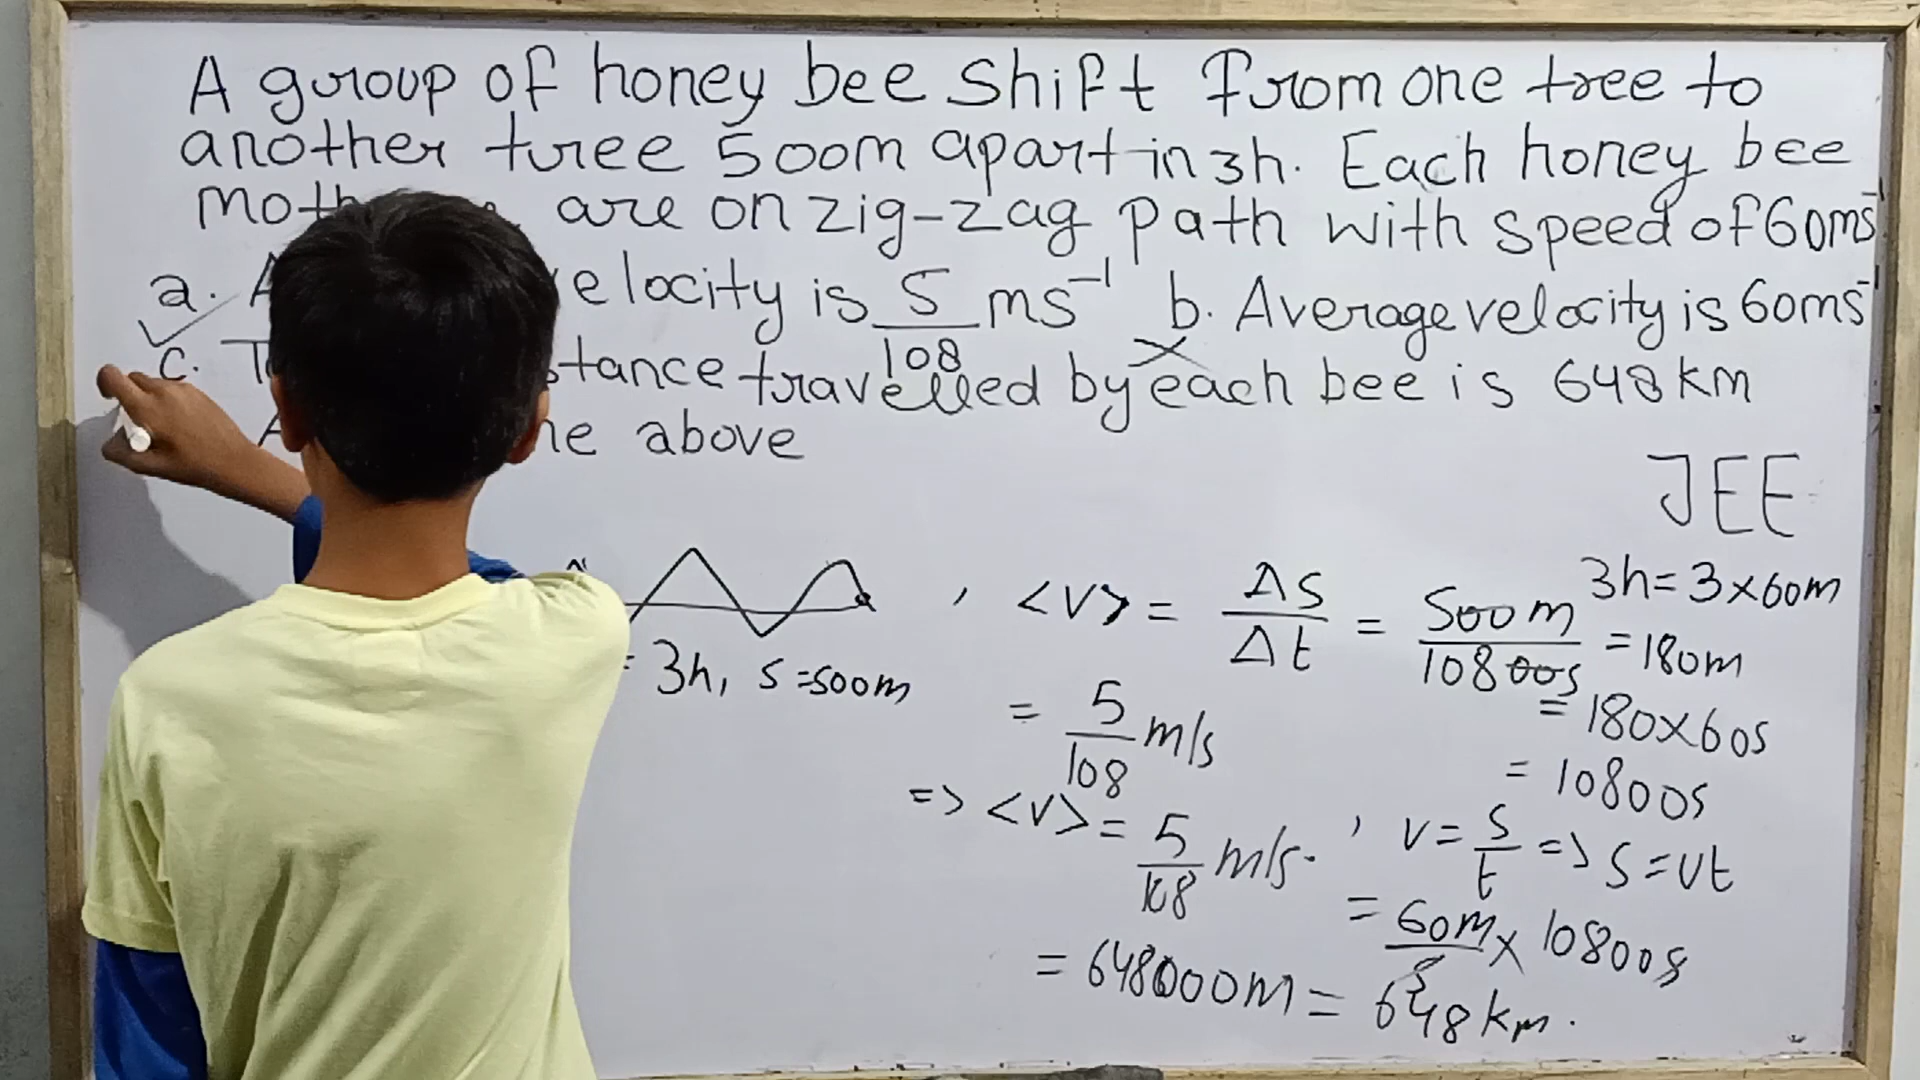 A group of honey bee shift from one tree to
another tree 500m apart in 3h. Each honey bee
are on zig-zag path with speed of 60ms⁻¹
a. elocity is 5/108 ms⁻¹ b. Average velocity is 60ms⁻¹
c. stance travelled by each bee is 648km
above
JEE
3h, s=500m
, <v> = Δs/Δt = 500m/10800s
= 5/108 m/s
=> <v> = 5/108 m/s.
3h=3×60m
=180m
=180×60s
=10800s
, v=s/t => s=vt
= 60m/s × 10800s
= 648000m = 648km.